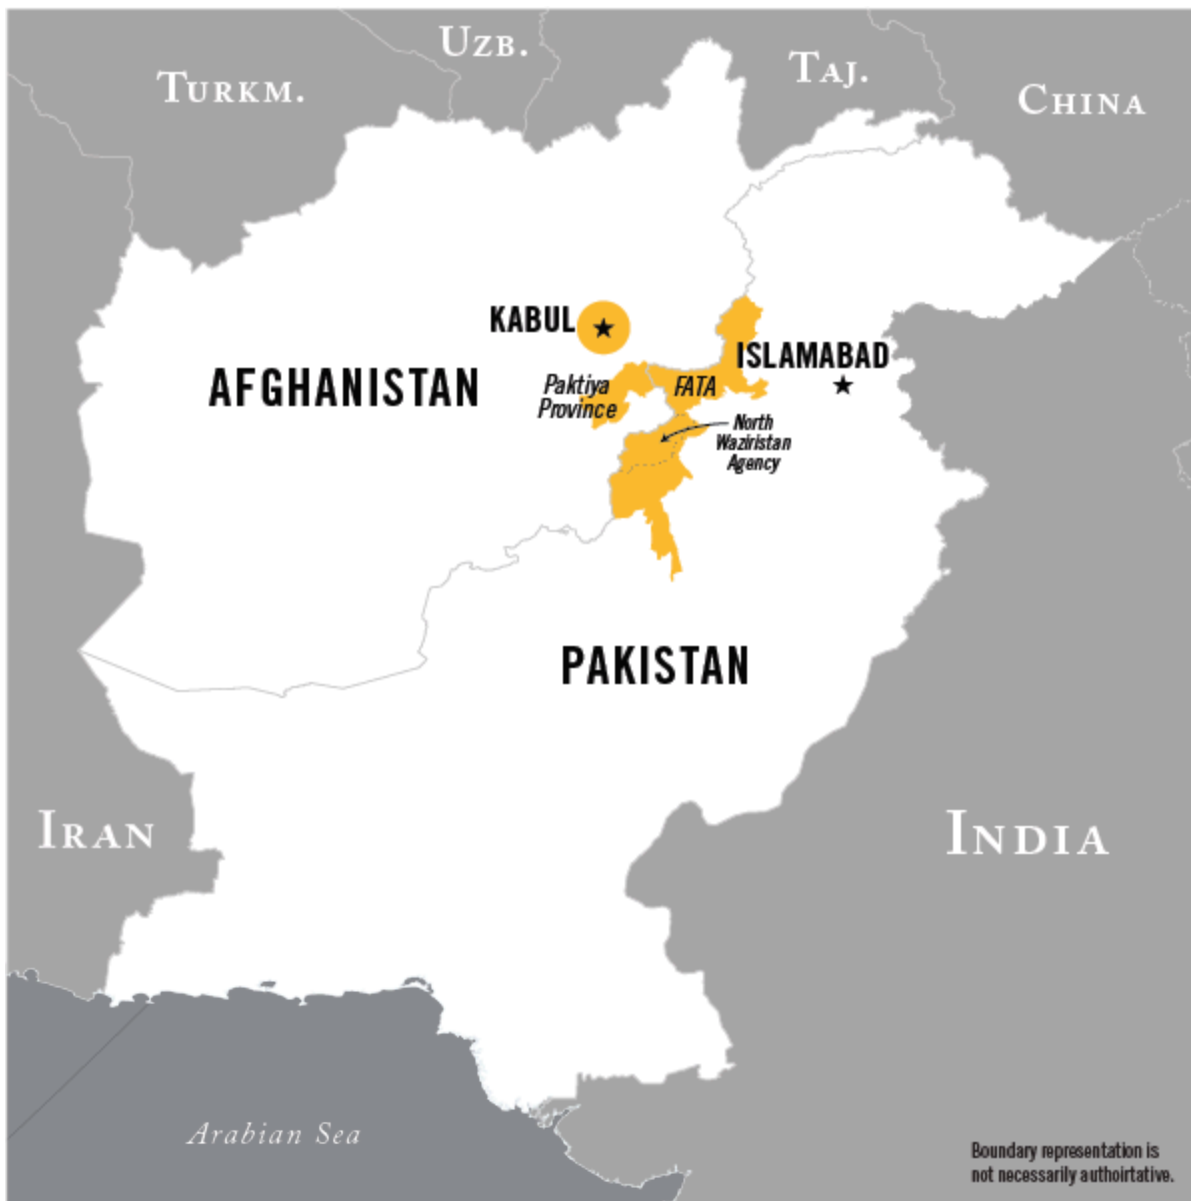 UZB.
TAJ.
TURKM.
CHINA
KABUL
ISLAMABAD
AFGHANISTAN
Paktiya
Province
FATA
North
Waziristan
Agency
PAKISTAN
IRAN
INDIA
Arabian Sea
Boundary representation is
not necessarily authoirtative.